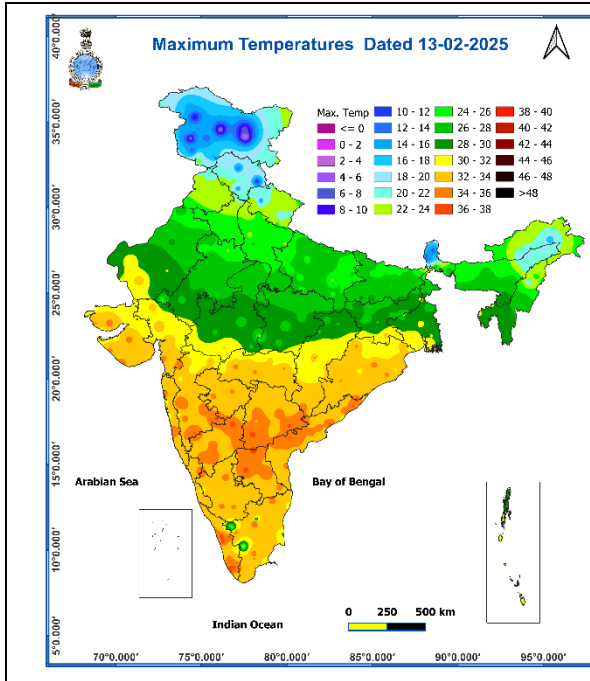 Maximum Temperatures Dated 13-02-2025
Max. Temp
<= 0
0 - 2
2 - 4
4 - 6
6 - 8
8 - 10
10 - 12
12 - 14
14 - 16
16 - 18
18 - 20
20 - 22
22 - 24
24 - 26
26 - 28
28 - 30
30 - 32
32 - 34
34 - 36
36 - 38
38 - 40
40 - 42
42 - 44
44 - 46
46 - 48
>48
40°0.000'
35°0.000'
30°0.000'
25°0.000'
20°0.000'
15°0.000'
10°0.000'
5°0.000'
Arabian Sea
Bay of Bengal
Indian Ocean
0 250 500 km
70°0.000' 75°0.000' 80°0.000' 85°0.000' 90°0.000' 95°0.000'